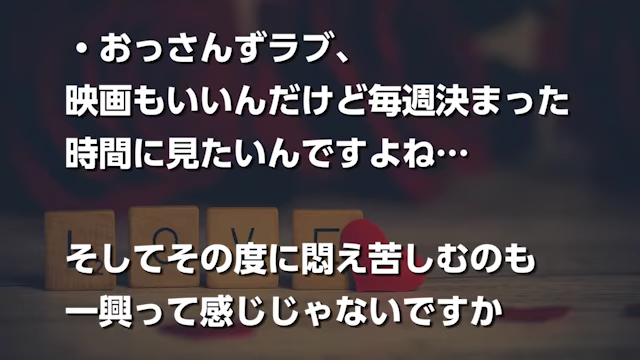 ・おっさんずラブ、
映画もいいんだけど毎週決まった
時間に見たいんですよね…
そしてその度に悶え苦しむのも
一興って感じじゃないですか
LOVE